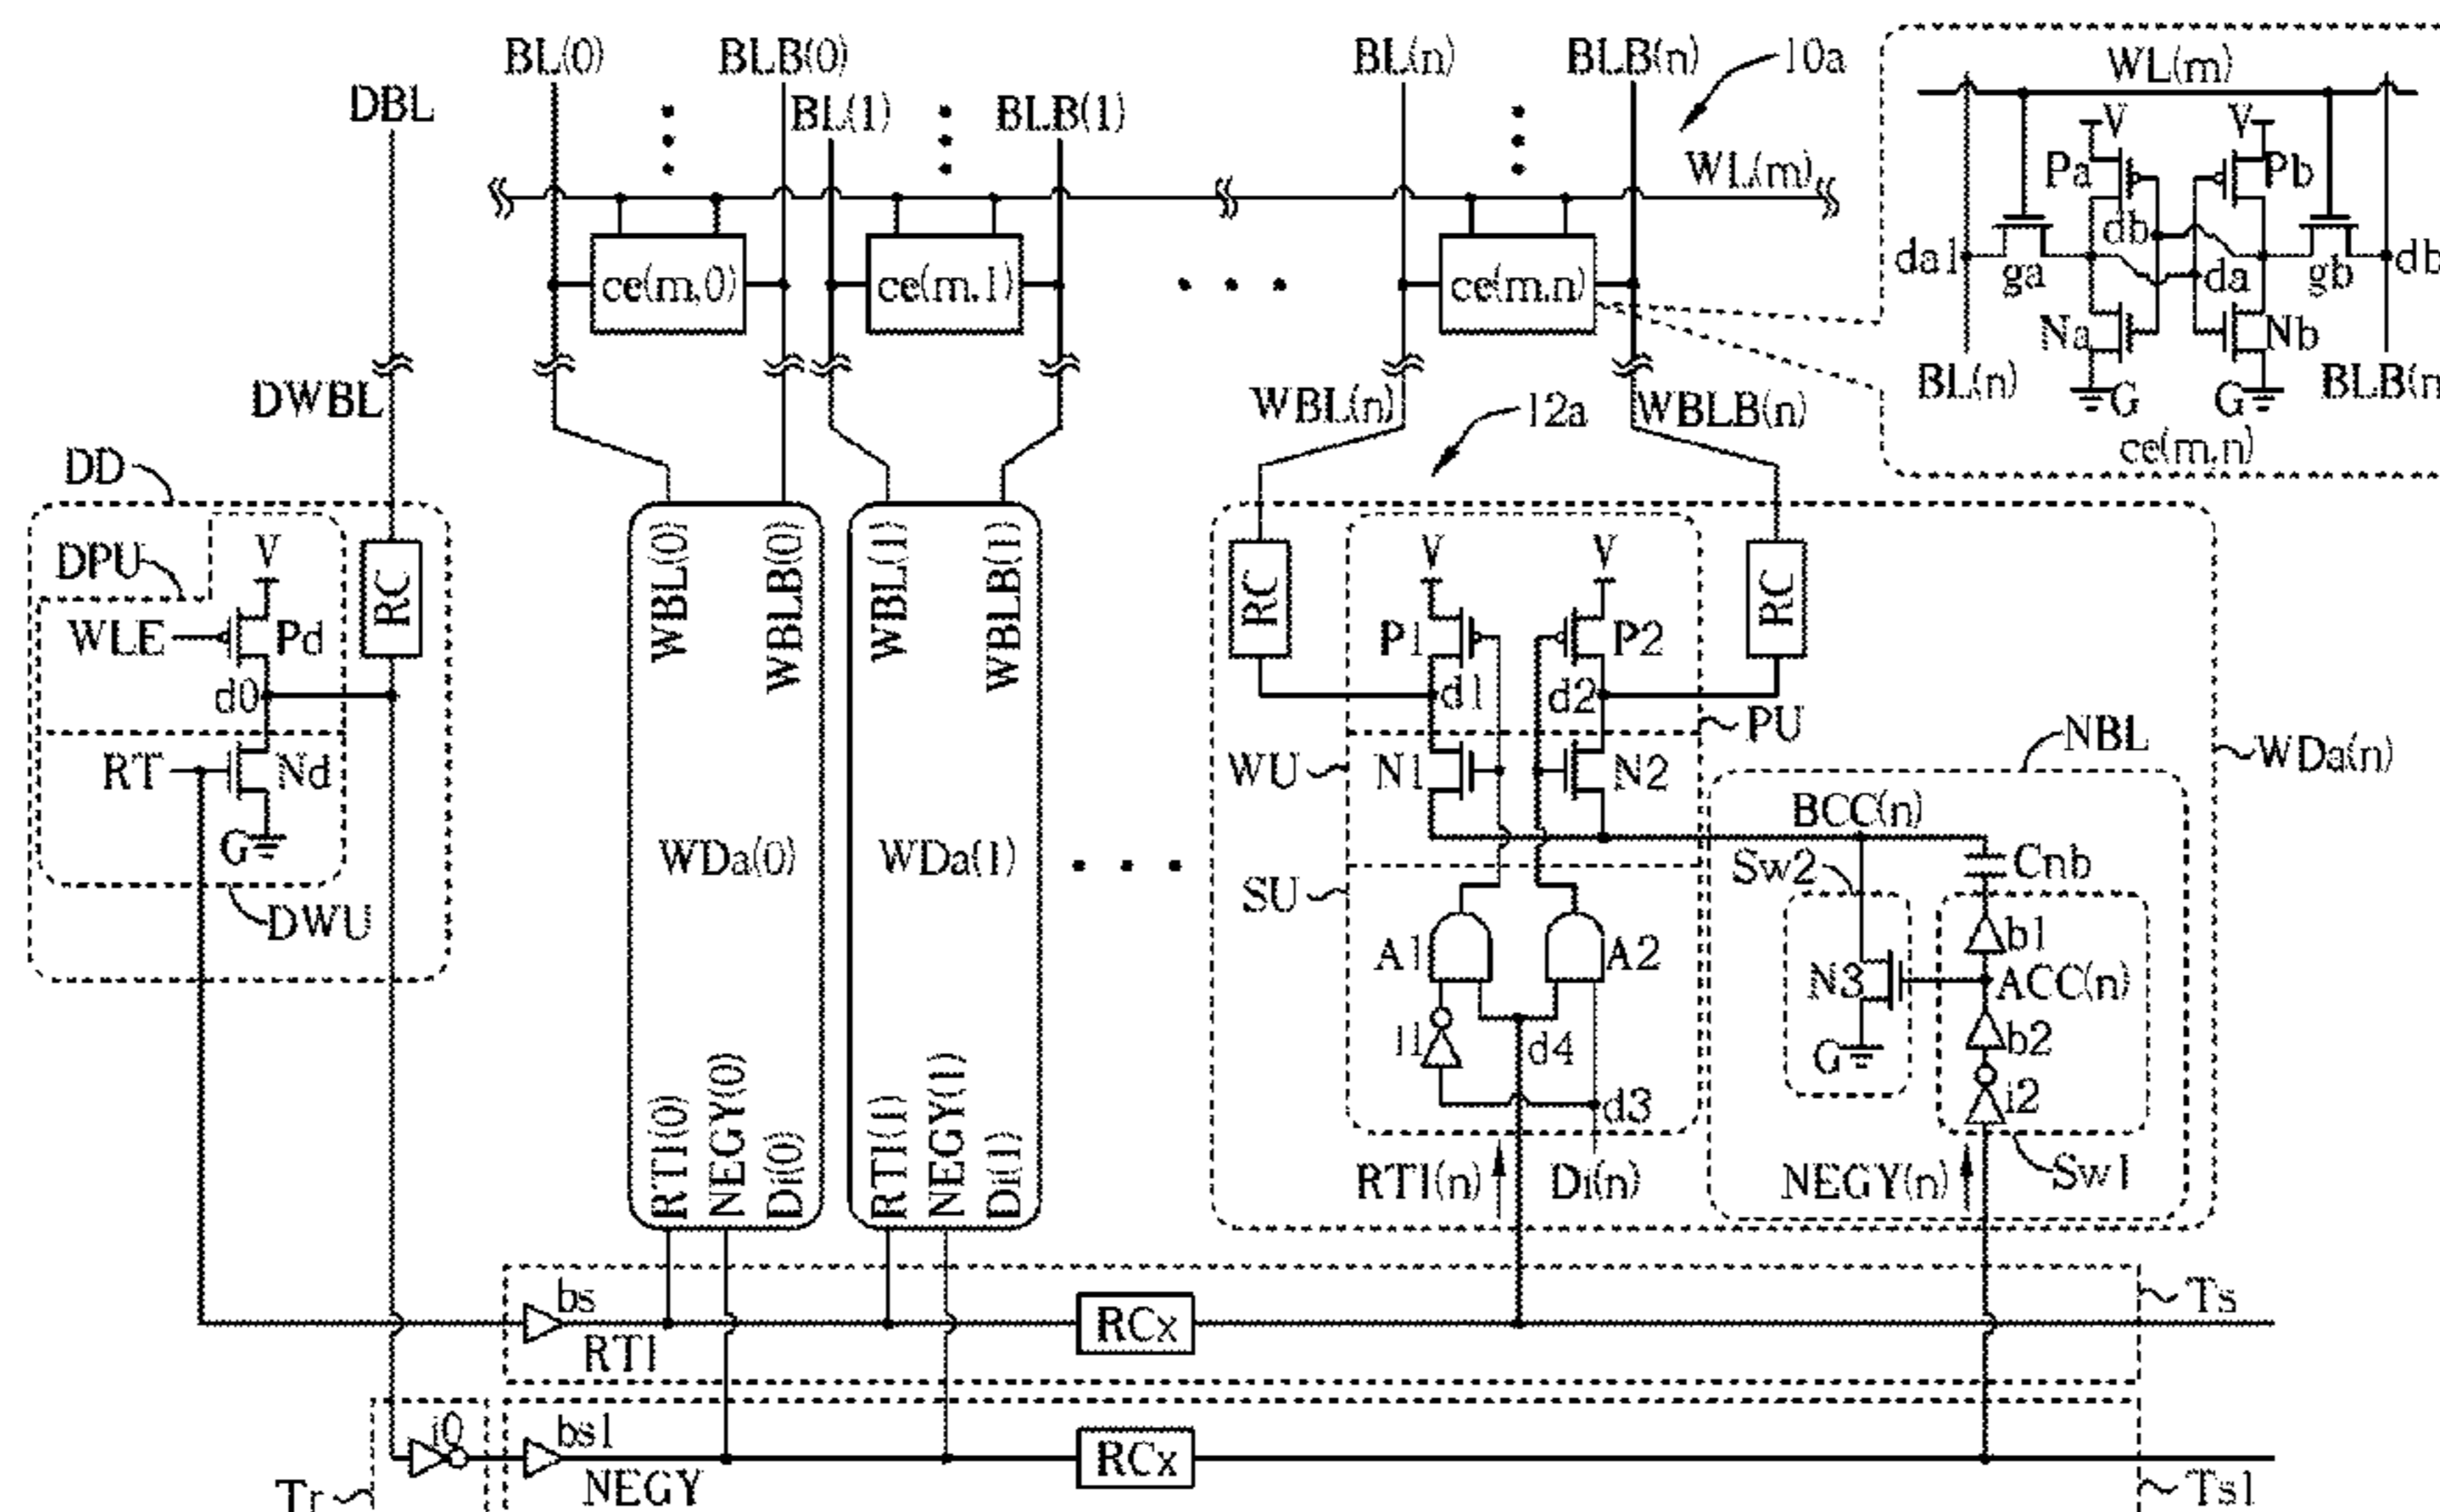 BL(0)
BLB(0)
BL(n)
BLB(n)
10a
WL(m)
DBL
BL(1)
BLB(1)
V
V
WL(m)
Pa
Pb
db
da1
ga
da
gb
db
ce(m,0)
ce(m,1)
ce(m,n)
Na
Nb
BL(n)
G
G
BLB(n
ce(m,n)
DWBL
WBL(n)
12a
WBLB(n)
DD
DPU
V
RC
WLE
Pd
d0
RT
Nd
G
DWU
WBL(0)
WBLB(0)
WDa(0)
RT1(0)
NEGY(0)
Di(0)
WBL(1)
WBLB(1)
WDa(1)
RT1(1)
NEGY(1)
Di(1)
RC
V
V
RC
P1
P2
d1
d2
PU
WU
N1
N2
NBL
WDa(n)
BCC(n)
Sw2
Cnb
SU
A1
A2
b1
N3
ACC(n)
i1
d4
G
b2
d3
i2
RT1(n)
Di(n)
NEGY(n)
Sw1
bs
RT1
RCx
Ts
i0
bs1
NEGY
RCx
Tr
Ts1